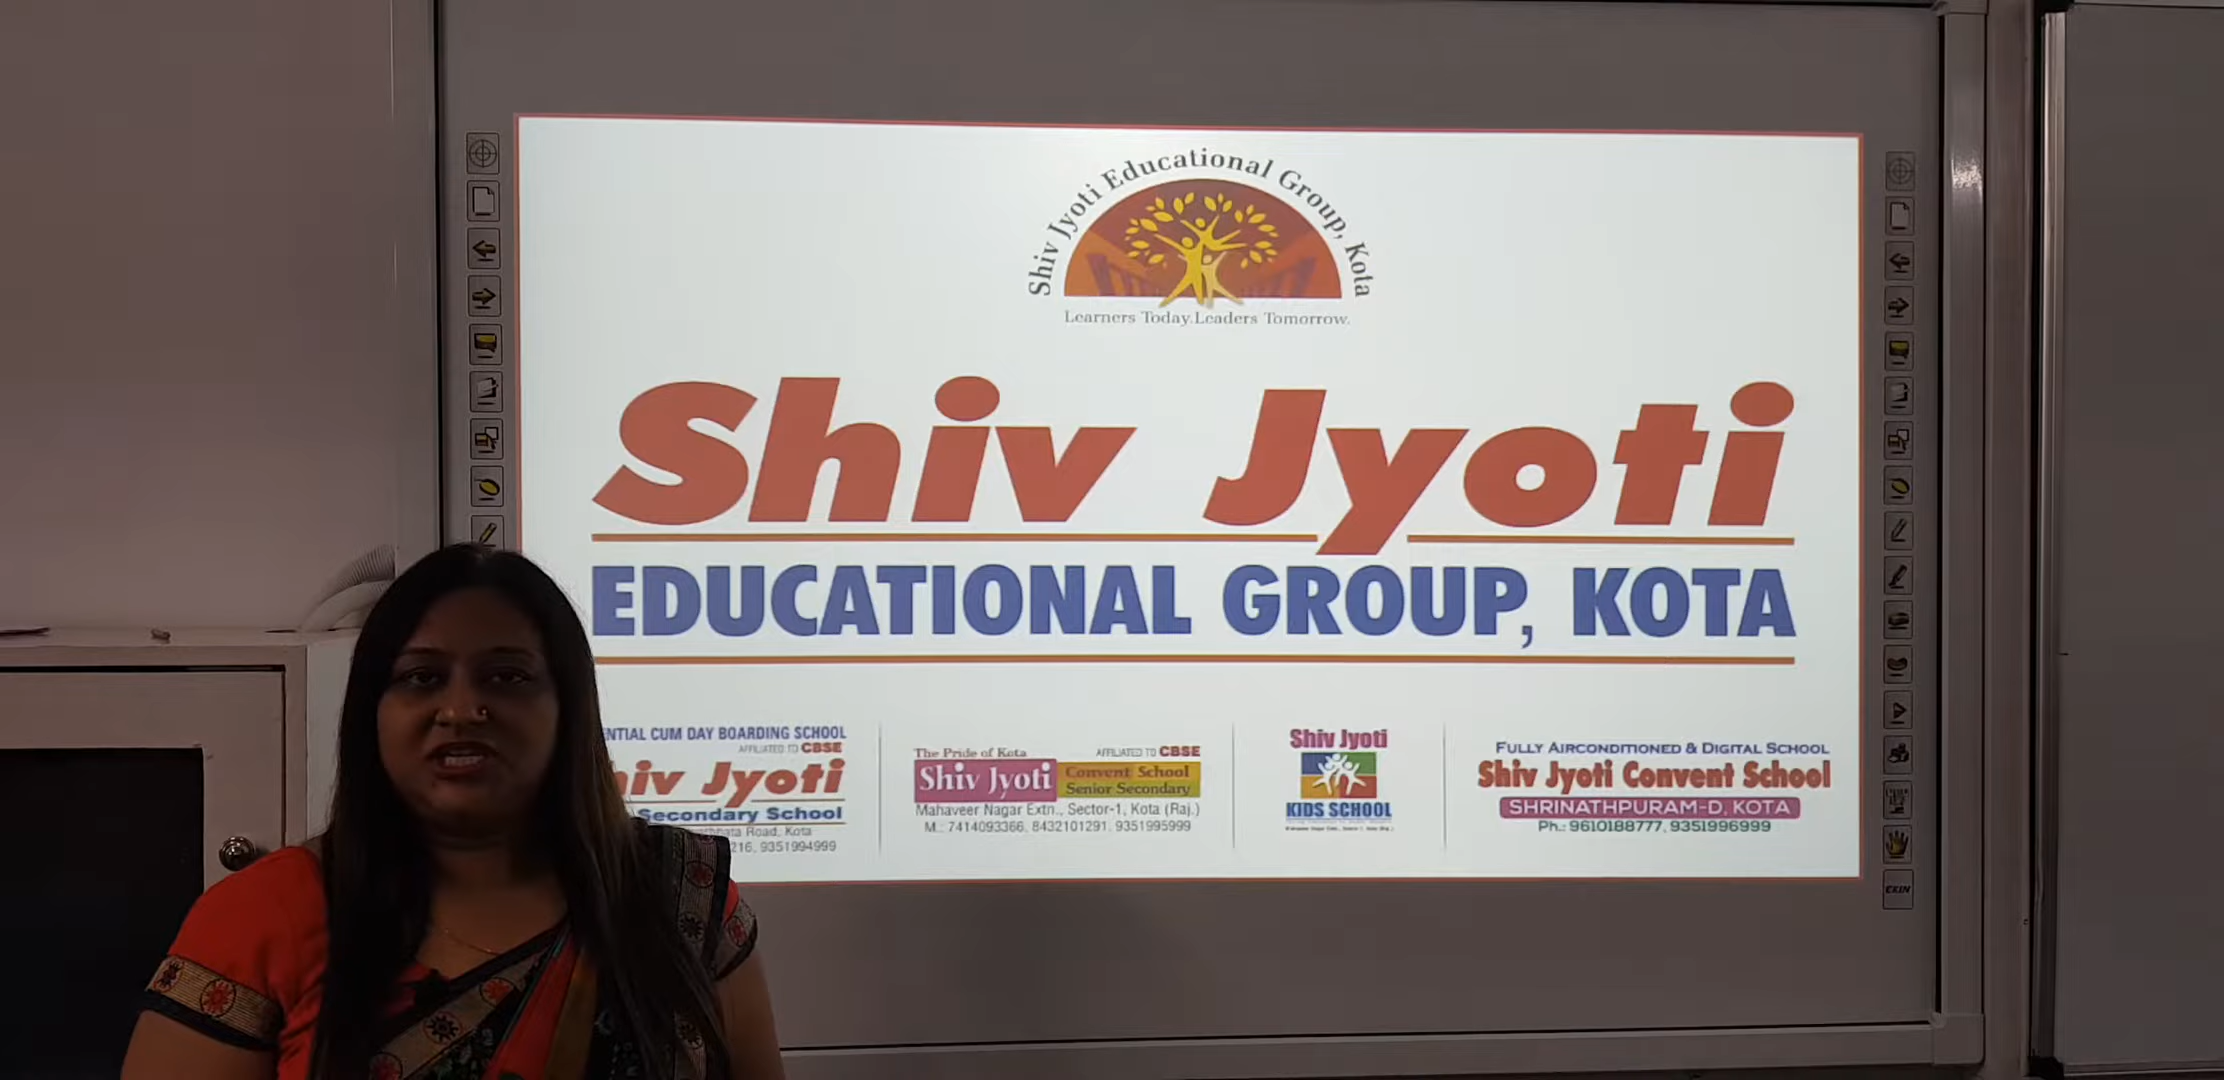 Shiv Jyoti Educational Group, Kota
Learners Today.Leaders Tomorrow.
Shiv Jyoti
EDUCATIONAL GROUP, KOTA
CUM DAY BOARDING SCHOOL
AFFILIATED TO CBSE
Jyoti
Secondary School
Road, Kota
216, 9351994999
The Pride of Kota
AFFILIATED TO CBSE
Shiv Jyoti
Convent School
Senior Secondary
Mahaveer Nagar Extn., Sector-1, Kota (Raj.)
M.: 7414093366, 8432101291, 9351995999
Shiv Jyoti
KIDS SCHOOL
FULLY AIRCONDITIONED & DIGITAL SCHOOL
Shiv Jyoti Convent School
SHRINATHPURAM-D, KOTA
Ph.: 9610188777, 9351996999